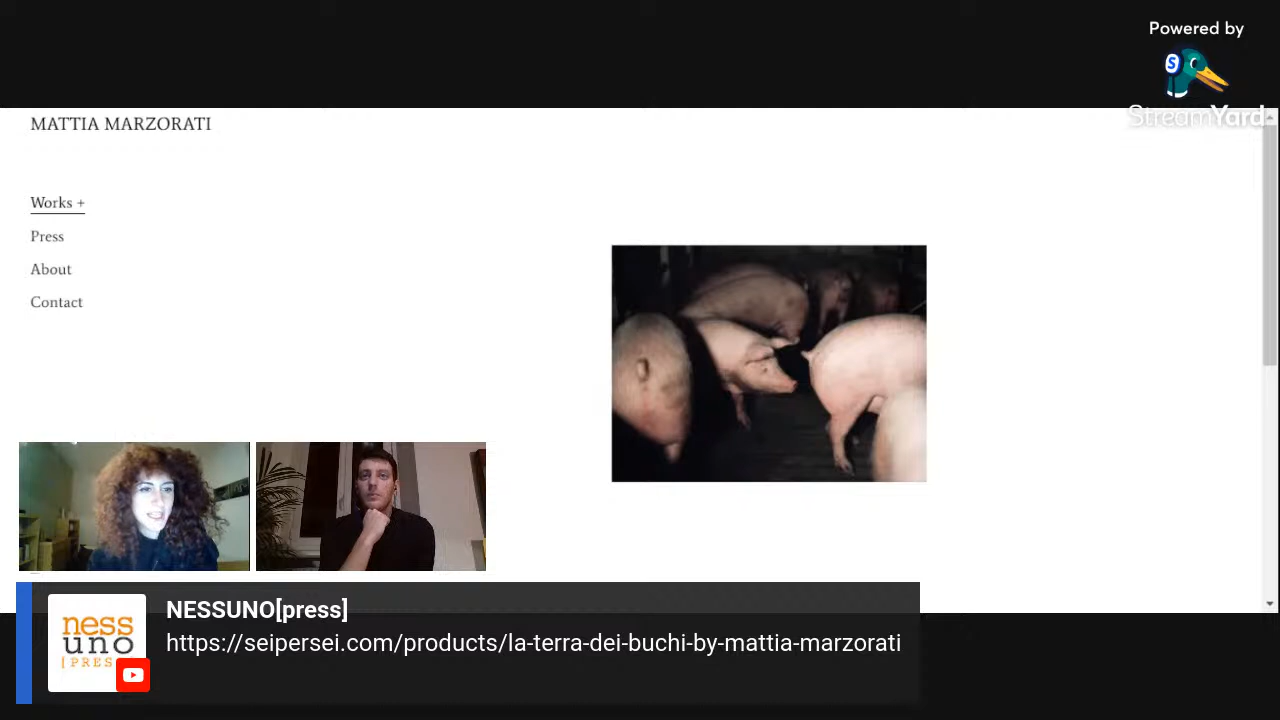 Powered by
S
StreamYard
MATTIA MARZORATI
Works +
Press
About
Contact
NESSUNO[press]
https://seipersei.com/products/la-terra-dei-buchi-by-mattia-marzorati
ness
uno
[PRES